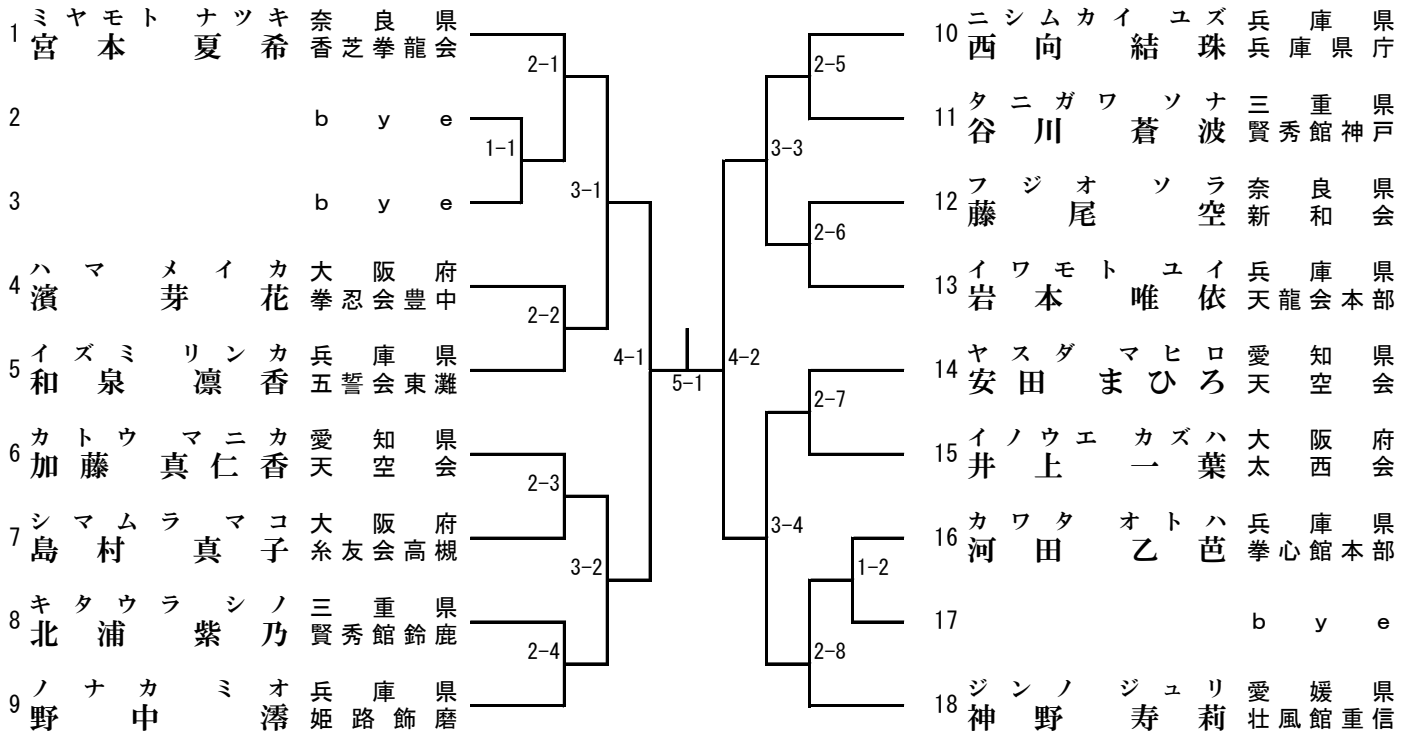 1 ミヤモト ナツキ 奈良県
宮本 夏希 香芝拳龍会
2 bye
3 bye
4 ハマ メイカ 大阪府
濱 芽花 拳忍会豊中
5 イズミ リンカ 兵庫県
和泉 凛香 五誓会東灘
6 カトウ マニカ 愛知県
加藤 真仁香 天空会
7 シマムラ マコ 大阪府
島村 真子 糸友会高槻
8 キタウラ シノ 三重県
北浦 紫乃 賢秀館鈴鹿
9 ノナカ ミオ 兵庫県
野中 澪 姫路飾磨
2-1
1-1
3-1
2-2
4-1
2-3
3-2
2-4
5-1
4-2
2-5
3-3
2-6
2-7
3-4
1-2
2-8
10 ニシムカイ ユズ 兵庫県
西向 結珠 兵庫県庁
11 タニガワ ソナ 三重県
谷川 蒼波 賢秀館神戸
12 フジオ ソラ 奈良県
藤尾 空 新和会
13 イワモト ユイ 兵庫県
岩本 唯依 天龍会本部
14 ヤスダ マヒロ 愛知県
安田 まひろ 天空会
15 イノウエ カズハ 大阪府
井上 一葉 太西会
16 カワタ オトハ 兵庫県
河田 乙芭 拳心館本部
17 bye
18 ジンノ ジュリ 愛媛県
神野 寿莉 壮風館重信